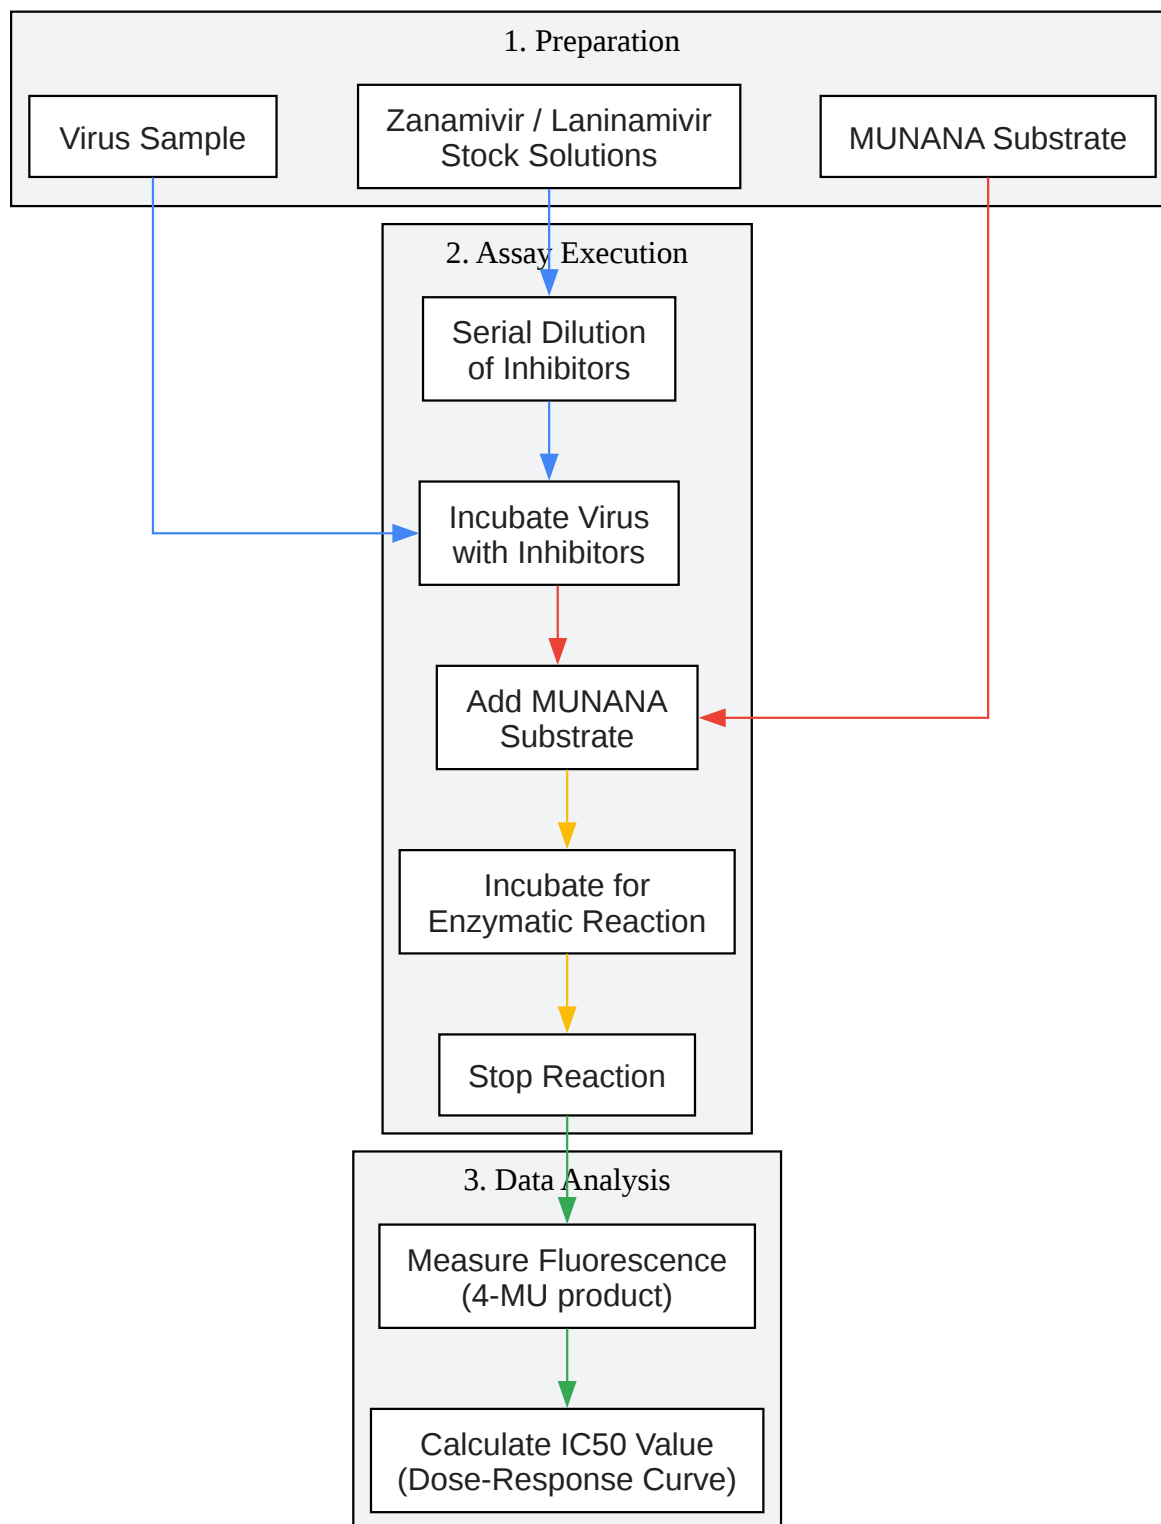 1. Preparation
Virus Sample
Zanamivir / Laninamivir
Stock Solutions
MUNANA Substrate
2. Assay Execution
Serial Dilution
of Inhibitors
Incubate Virus
with Inhibitors
Add MUNANA
Substrate
Incubate for
Enzymatic Reaction
Stop Reaction
3. Data Analysis
Measure Fluorescence
(4-MU product)
Calculate IC50 Value
(Dose-Response Curve)